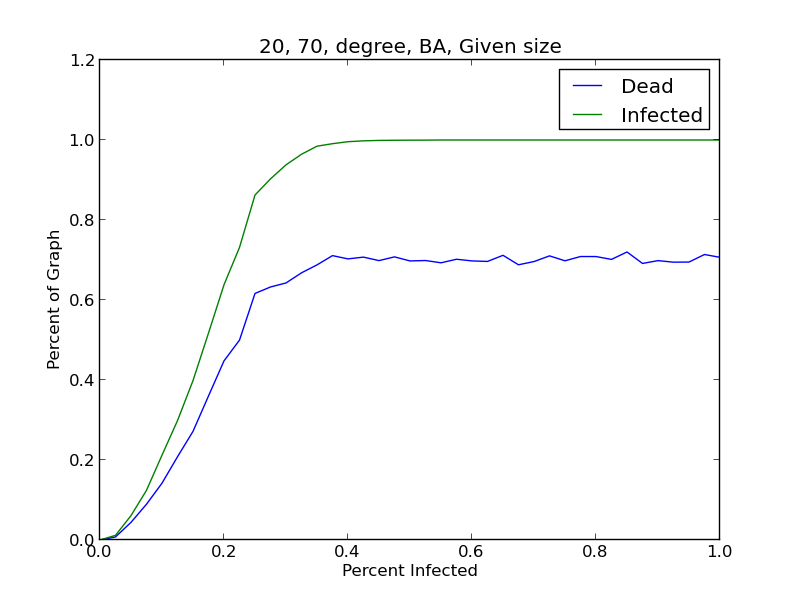 20, 70, degree, BA, Given size
Dead
Infected
1.2
1.0
0.8
0.6
0.4
0.2
0.0
Percent of Graph
0.0 0.2 0.4 0.6 0.8 1.0
Percent Infected